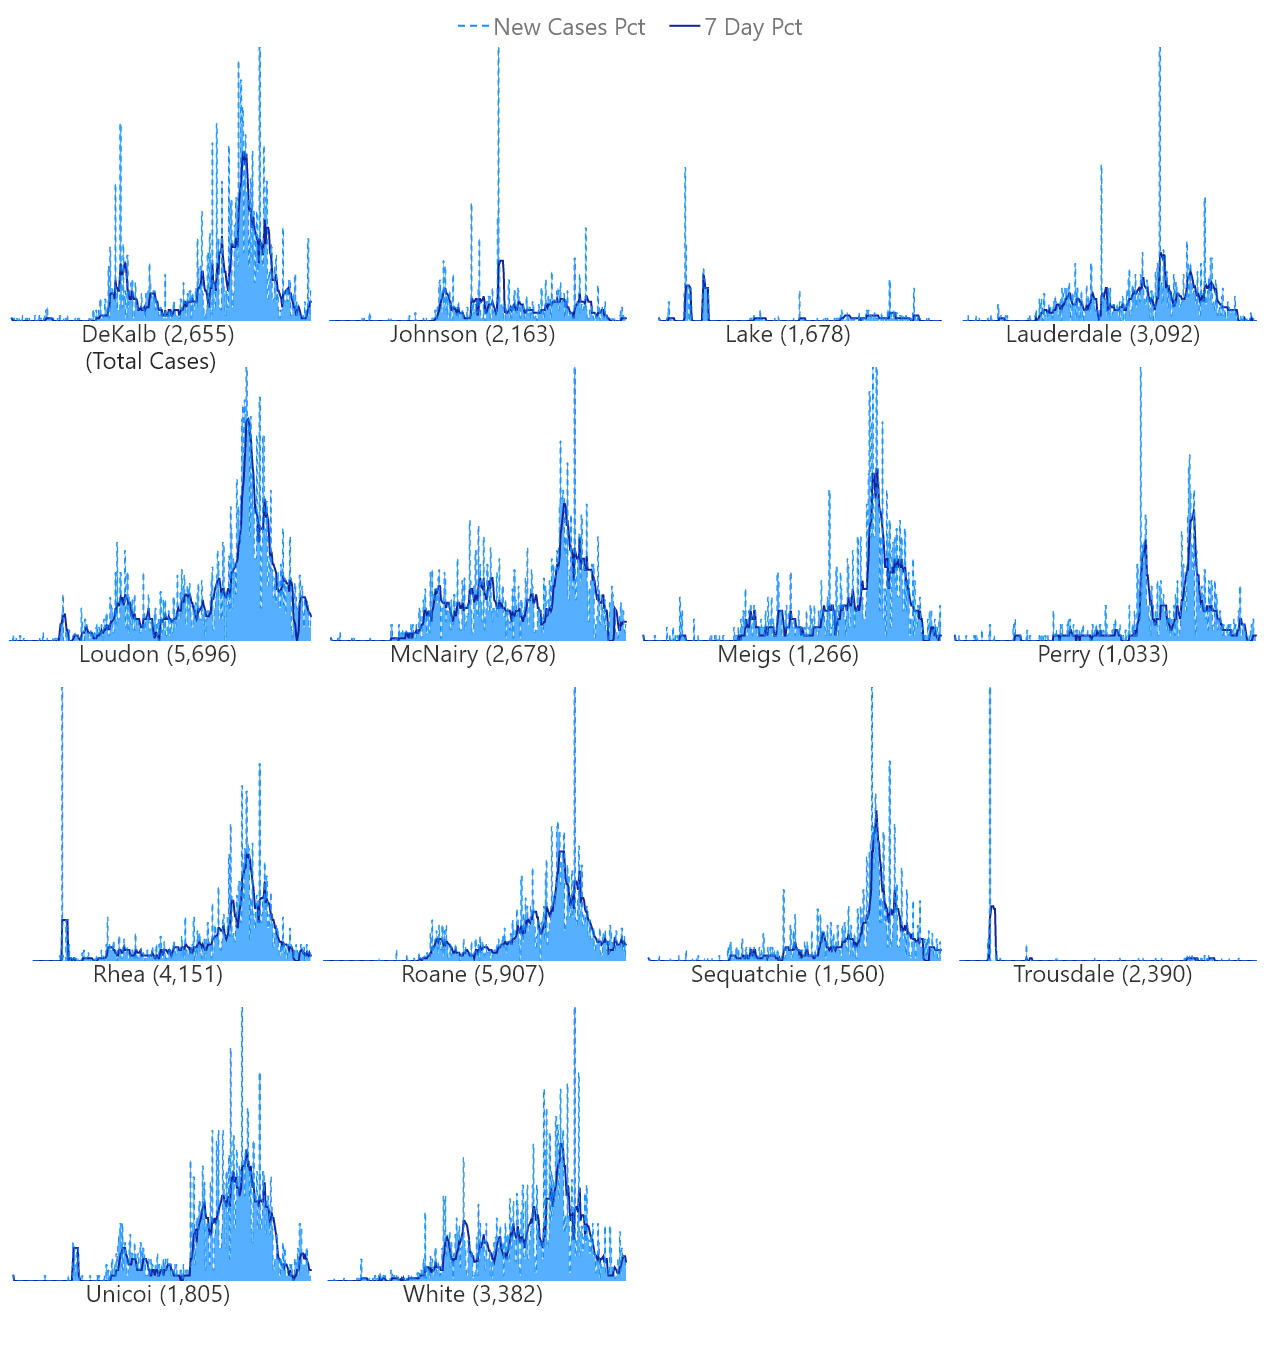 New Cases Pct 7 Day Pct
DeKalb (2,655)
(Total Cases)
Johnson (2,163)
Lake (1,678)
Lauderdale (3,092)
Loudon (5,696)
McNairy (2,678)
Meigs (1,266)
Perry (1,033)
Rhea (4,151)
Roane (5,907)
Sequatchie (1,560)
Trousdale (2,390)
Unicoi (1,805)
White (3,382)